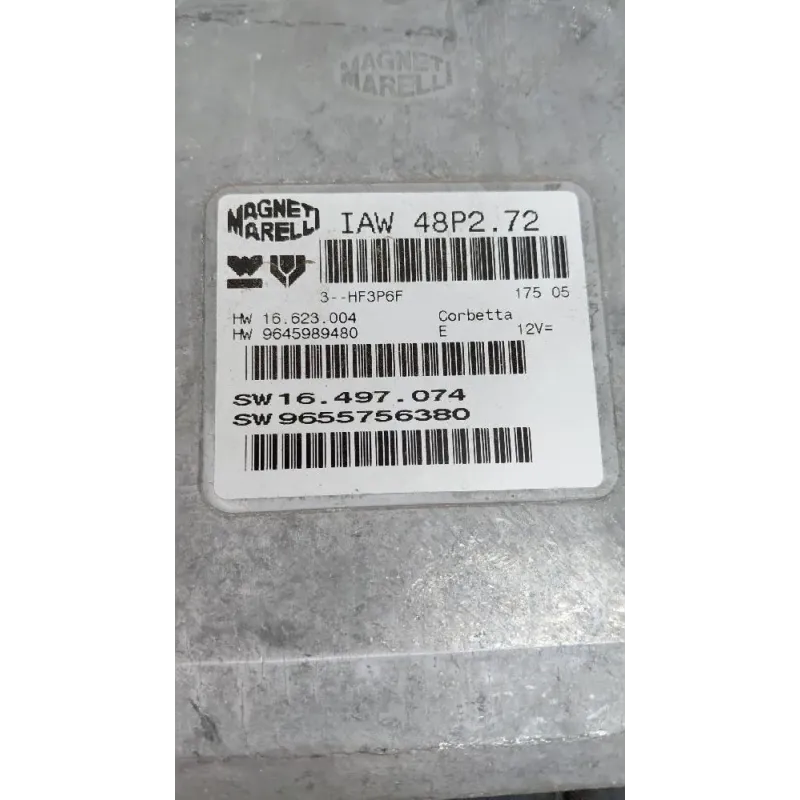 MAGNETI
MARELLI
MAGNETI
MARELLI
IAW 48P2.72
3--HF3P6F 175 05
HW 16.623.004 Corbetta
HW 9645989480 E 12V=
SW 16.497.074
SW 9655756380